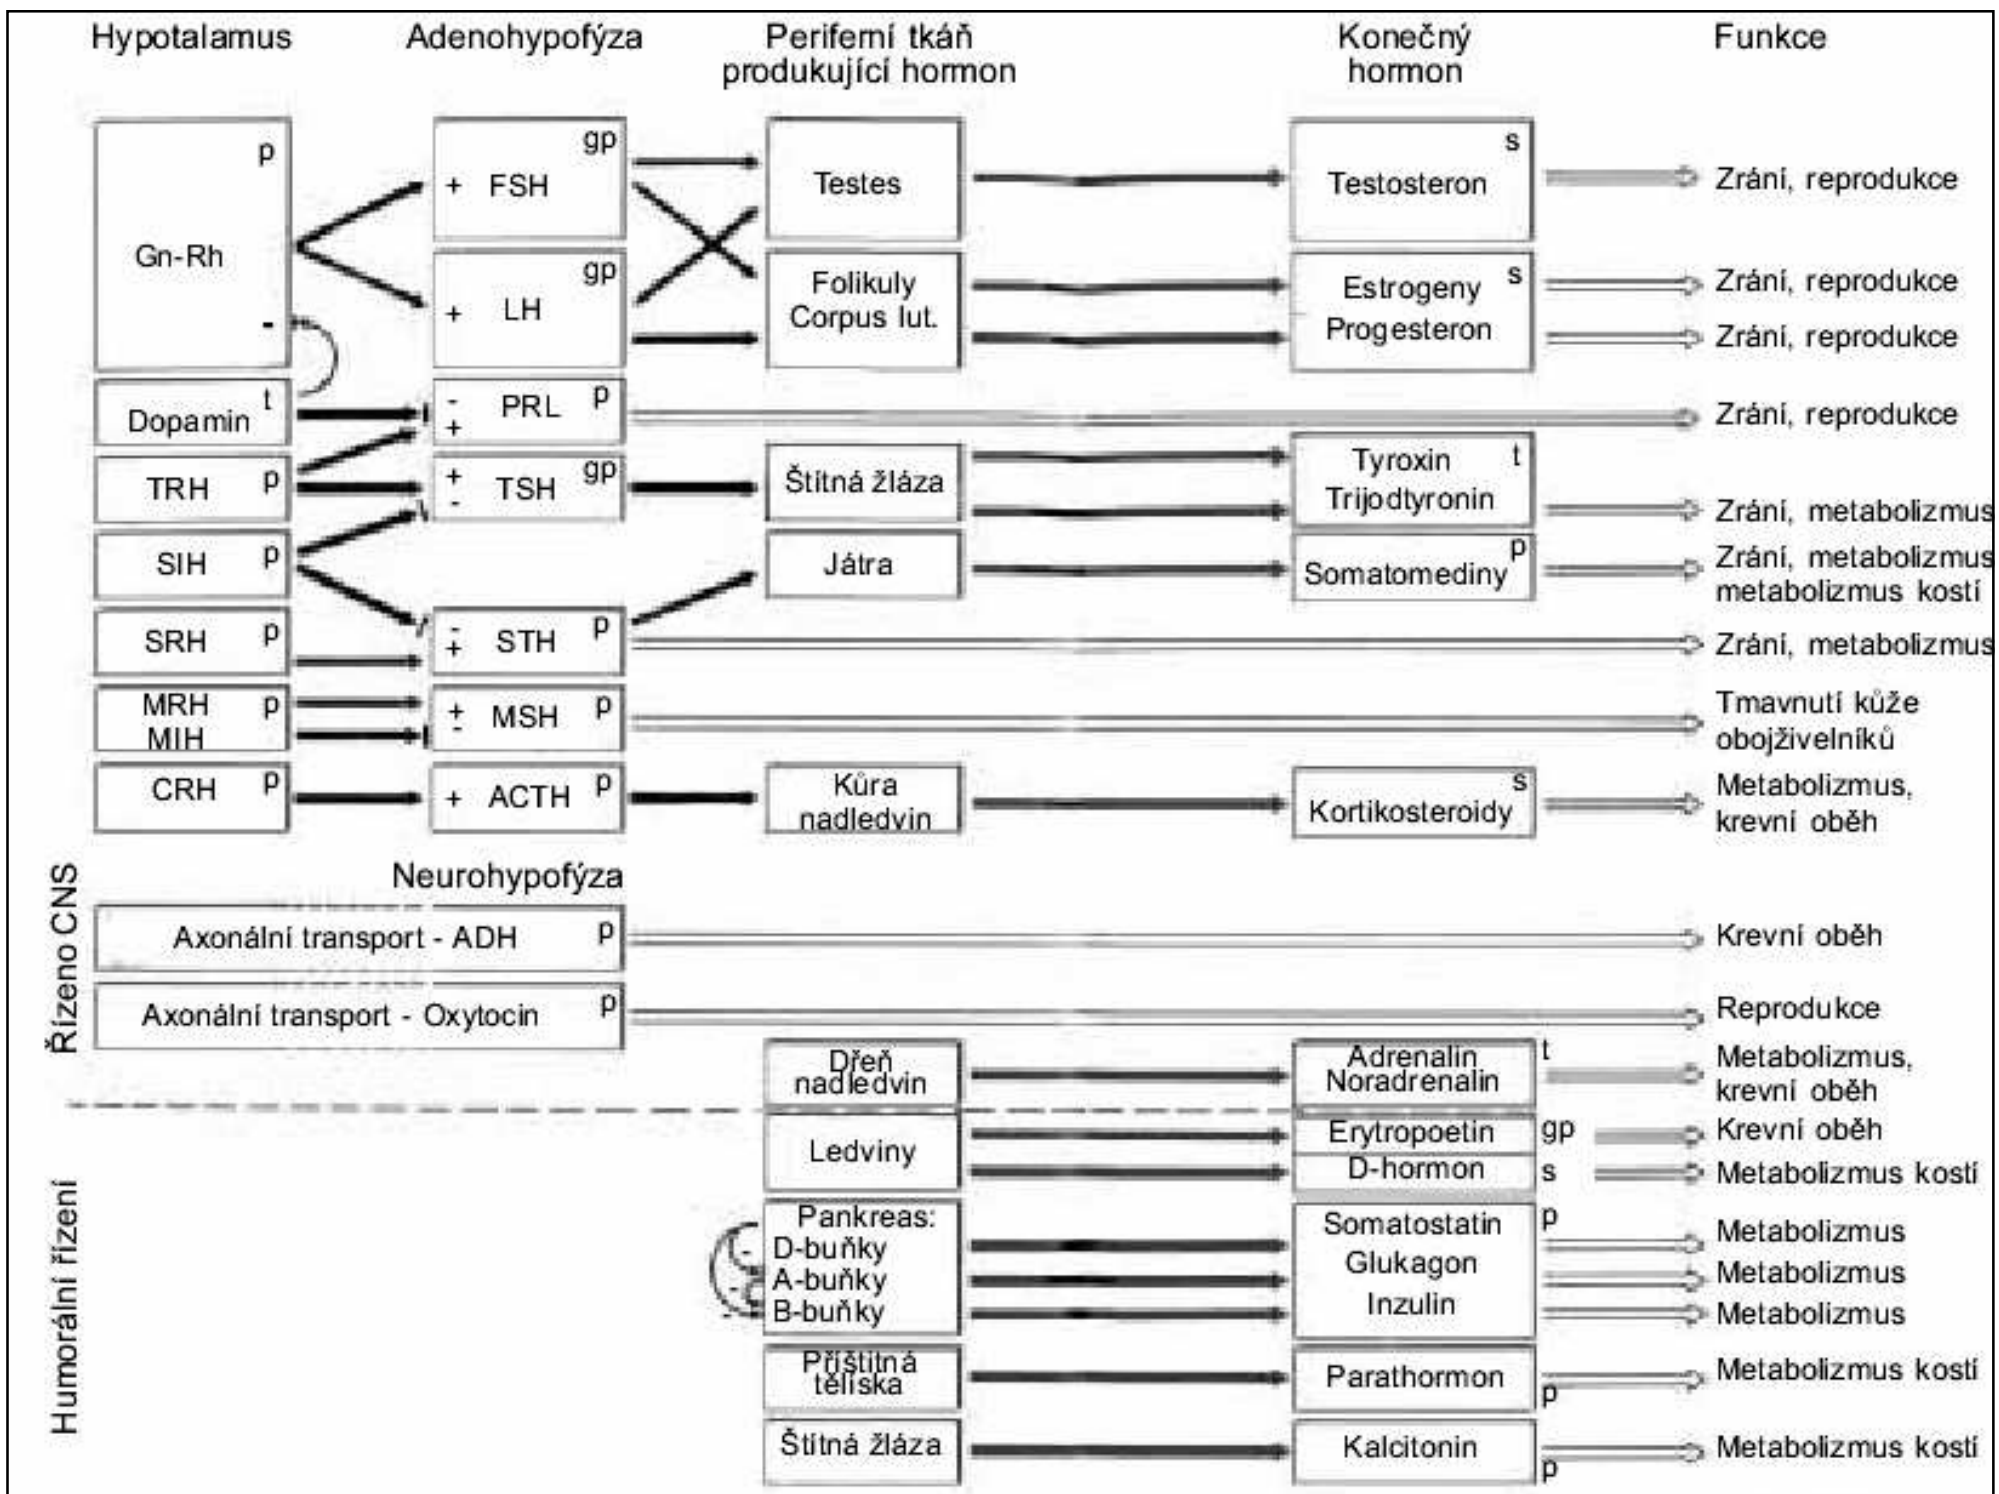 Hypotalamus
Adenohypofýza
Periferní tkáň
produkující hormon
Konečný
hormon
Funkce
p
Gn-Rh
-
gp
+ FSH
gp
+ LH
Testes
Folikuly
Corpus lut.
s
Testosteron
Estrogeny s
Progesteron
Zrání, reprodukce
Zrání, reprodukce
Zrání, reprodukce
Dopamin t
- PRL p
+
Zrání, reprodukce
TRH p
+ TSH gp
-
Štítná žláza
Tyroxin t
Trijodtyronin
Zrání, metabolizmus
SIH p
Játra
p
Somatomediny
Zrání, metabolizmus
metabolizmus kostí
SRH p
- STH p
+
Zrání, metabolizmus
MRH p
MIH
+ MSH p
-
Tmavnutí kůže
obojživelníků
CRH p
+ ACTH p
Kůra
nadledvin
s
Kortikosteroidy
Metabolizmus,
krevní oběh
Řízeno CNS
Neurohypofýza
Axonální transport - ADH p
Krevní oběh
Axonální transport - Oxytocin p
Reprodukce
Dřeň
nadledvin
Adrenalin t
Noradrenalin
Metabolizmus,
krevní oběh
Humorální řízení
Ledviny
Erytropoetin gp
D-hormon s
Krevní oběh
Metabolizmus kostí
Pankreas:
- D-buňky
- A-buňky
- B-buňky
Somatostatin p
Glukagon
Inzulin
Metabolizmus
Metabolizmus
Metabolizmus
Příštitná
tělíska
Parathormon
p
Metabolizmus kostí
Štítná žláza
Kalcitonin
p
Metabolizmus kostí